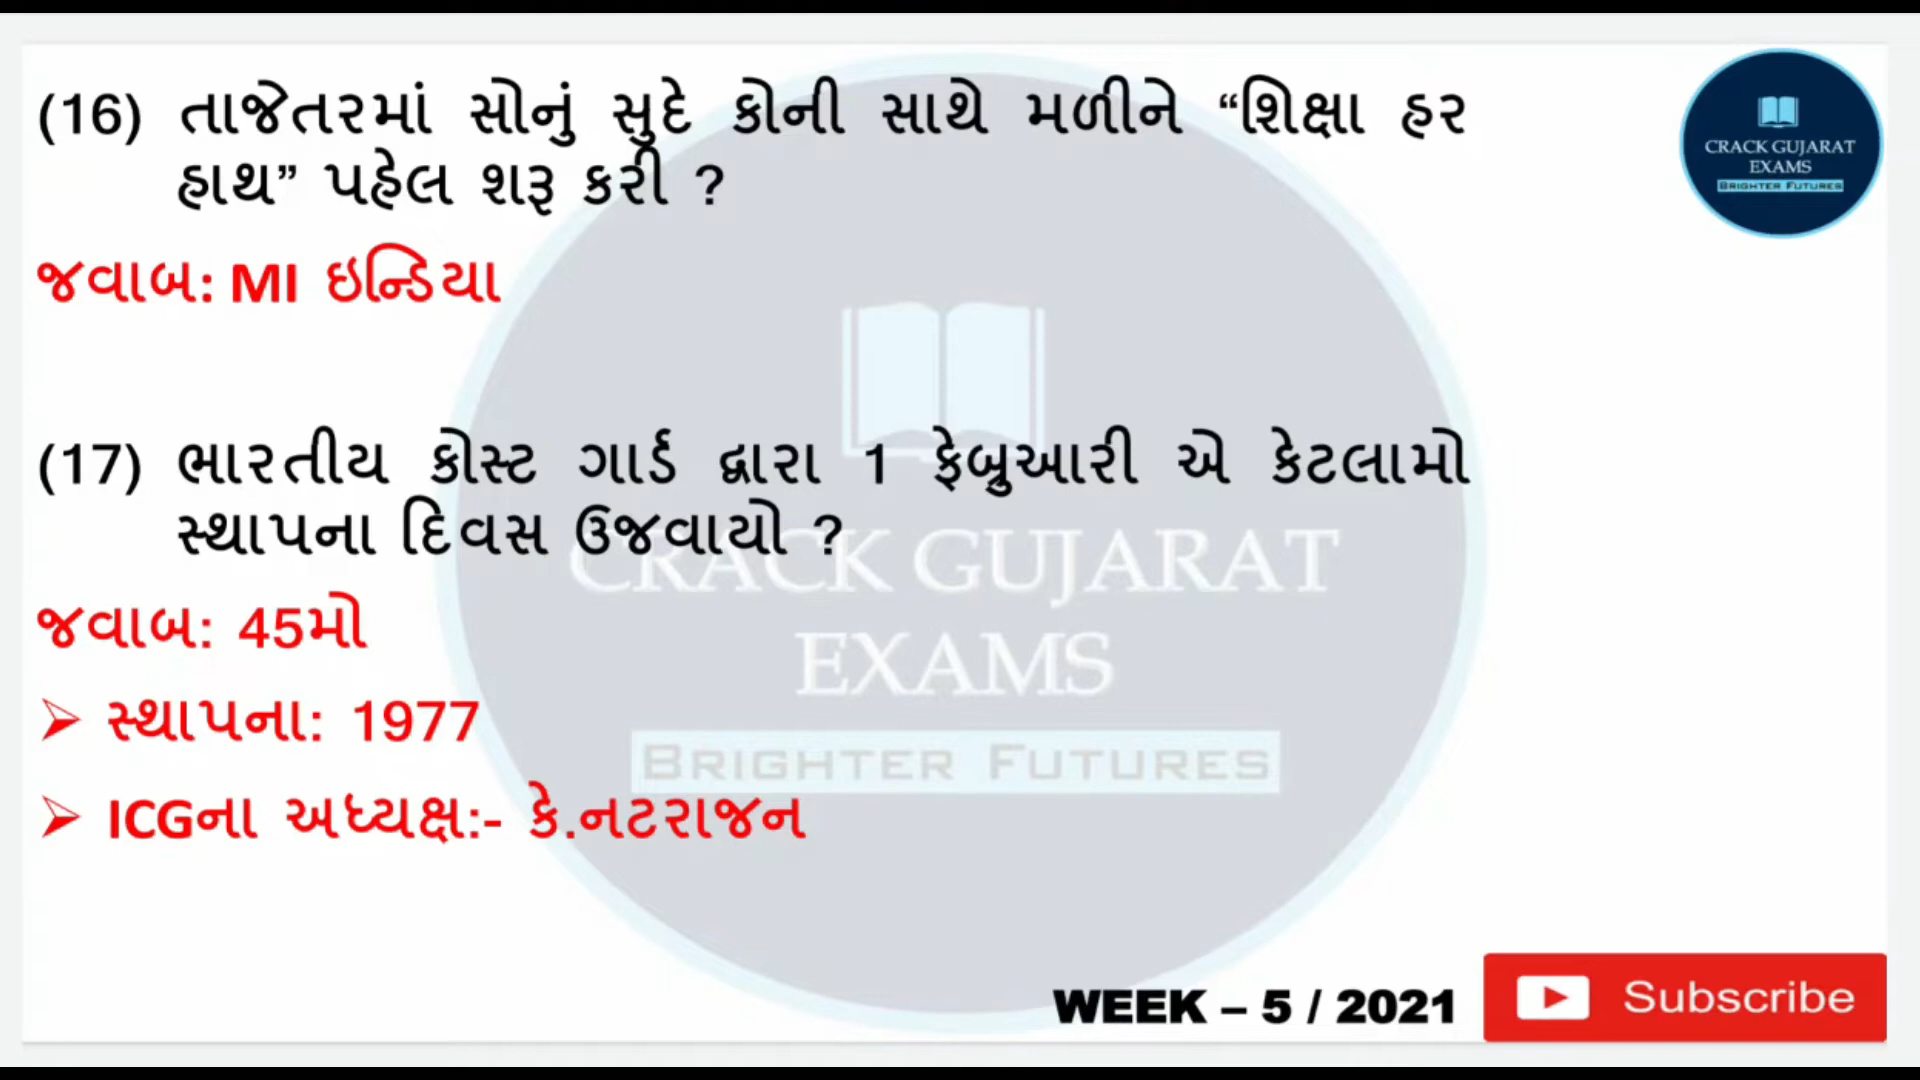 (16) તાજેતરમાં સોનું સુદે કોની સાથે મળીને “શિક્ષા હર
હાથ” પહેલ શરૂ કરી ?
CRACK GUJARAT
EXAMS
BRIGHTER FUTURES
જવાબ: MI ઇન્ડિયા
(17) ભારતીય કોસ્ટ ગાર્ડ દ્વારા 1 ફેબ્રુઆરી એ કેટલામો
સ્થાપના દિવસ ઉજવાયો ?
જવાબ: 45મો
➢ સ્થાપના: 1977
➢ ICGના અધ્યક્ષ:- કે.નટરાજન
CRACK GUJARAT
EXAMS
BRIGHTER FUTURES
WEEK – 5 / 2021
Subscribe